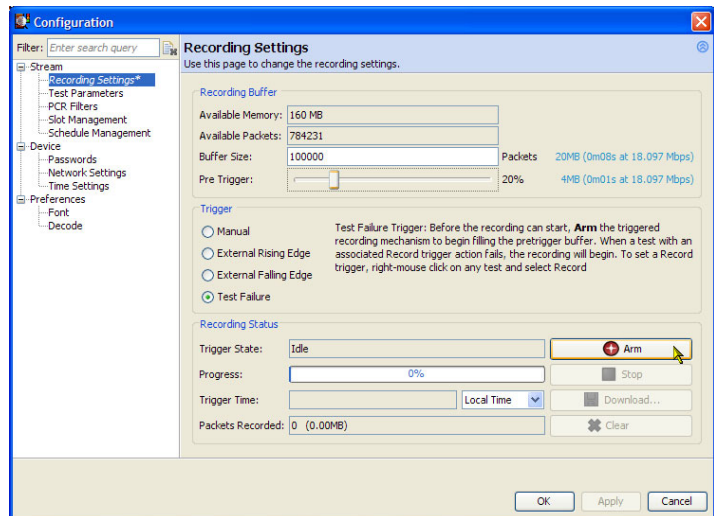 Configuration
Filter: Enter search query
Stream
Recording Settings*
Test Parameters
PCR Filters
Slot Management
Schedule Management
Device
Passwords
Network Settings
Time Settings
Preferences
Font
Decode
Recording Settings
Use this page to change the recording settings.
Recording Buffer
Available Memory: 160 MB
Available Packets: 784231
Buffer Size: 100000 Packets 20MB (0m08s at 18.097 Mbps)
Pre Trigger: 20% 4MB (0m01s at 18.097 Mbps)
Trigger
Manual
External Rising Edge
External Falling Edge
Test Failure
Test Failure Trigger: Before the recording can start, Arm the triggered
recording mechanism to begin filling the pretrigger buffer. When a test with an
associated Record trigger action fails, the recording will begin. To set a Record
trigger, right-mouse click on any test and select Record
Recording Status
Trigger State: Idle Arm
Progress: 0% Stop
Trigger Time: Local Time Download...
Packets Recorded: 0 (0.00MB) Clear
OK Apply Cancel